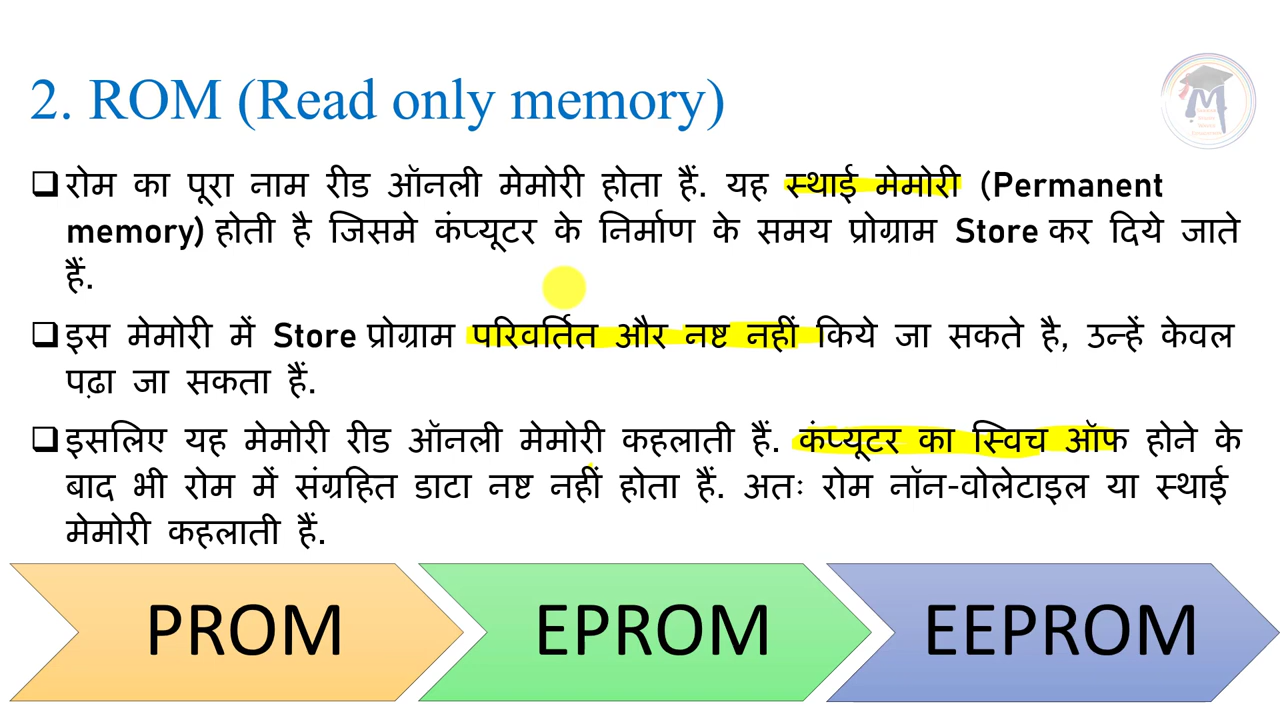 2. ROM (Read only memory)
M
रोम का पूरा नाम रीड ऑनली मेमोरी होता हैं. यह स्थाई मेमोरी (Permanent
memory) होती है जिसमे कंप्यूटर के निर्माण के समय प्रोग्राम Store कर दिये जाते
हैं.
इस मेमोरी में Store प्रोग्राम परिवर्तित और नष्ट नहीं किये जा सकते है, उन्हें केवल
पढ़ा जा सकता हैं.
इसलिए यह मेमोरी रीड ऑनली मेमोरी कहलाती हैं. कंप्यूटर का स्विच ऑफ होने के
बाद भी रोम में संग्रहित डाटा नष्ट नहीं होता हैं. अतः रोम नॉन-वोलेटाइल या स्थाई
मेमोरी कहलाती हैं.
PROM
EPROM
EEPROM